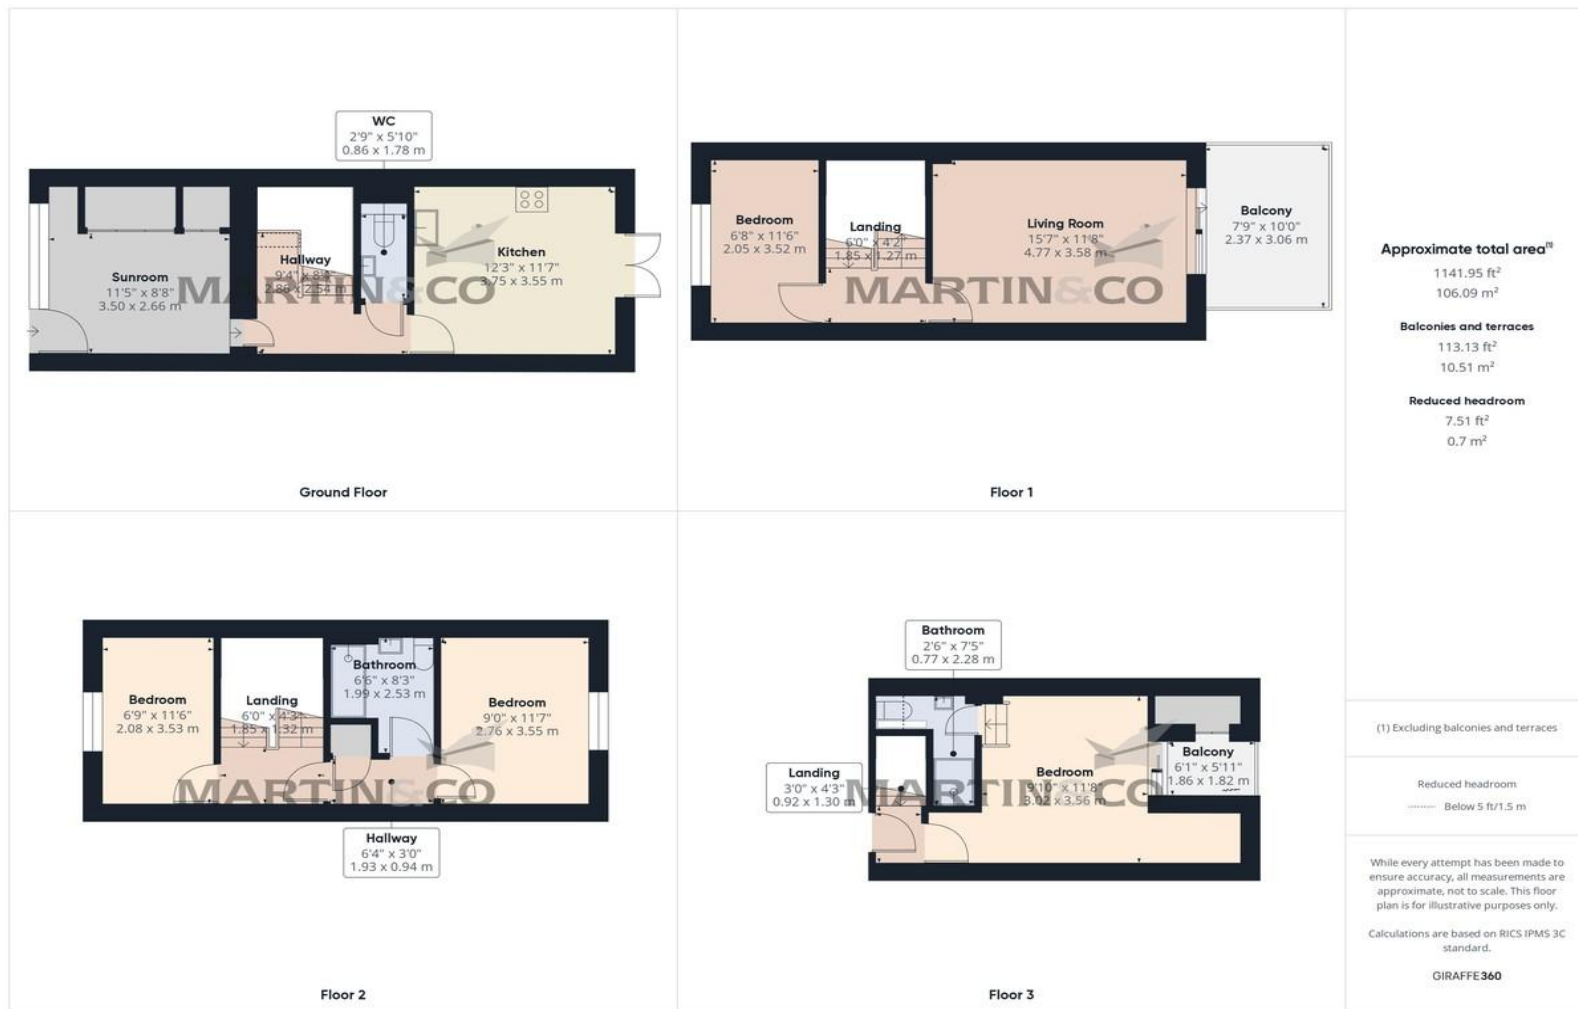 WC
2'9" x 5'10"
0.86 x 1.78 m
Sunroom
11'5" x 8'8"
3.50 x 2.66 m
Hallway
9'4" x 8'4"
2.86 x 2.54 m
Kitchen
12'3" x 11'7"
3.75 x 3.55 m
MARTIN&CO
Ground Floor
Bedroom
6'8" x 11'6"
2.05 x 3.52 m
Landing
6'0" x 4'2"
1.85 x 1.27 m
Living Room
15'7" x 11'8"
4.77 x 3.58 m
Balcony
7'9" x 10'0"
2.37 x 3.06 m
MARTIN&CO
Floor 1
Bedroom
6'9" x 11'6"
2.08 x 3.53 m
Landing
6'0" x 4'3"
1.85 x 1.32 m
Bathroom
6'6" x 8'3"
1.99 x 2.53 m
Bedroom
9'0" x 11'7"
2.76 x 3.55 m
MARTIN&CO
Hallway
6'4" x 3'0"
1.93 x 0.94 m
Floor 2
Bathroom
2'6" x 7'5"
0.77 x 2.28 m
Landing
3'0" x 4'3"
0.92 x 1.30 m
Bedroom
9'10" x 11'8"
3.02 x 3.56 m
Balcony
6'1" x 5'11"
1.86 x 1.82 m
MARTIN&CO
Floor 3
Approximate total area⁽¹⁾
1141.95 ft²
106.09 m²
Balconies and terraces
113.13 ft²
10.51 m²
Reduced headroom
7.51 ft²
0.7 m²
(1) Excluding balconies and terraces
Reduced headroom
Below 5 ft/1.5 m
While every attempt has been made to
ensure accuracy, all measurements are
approximate, not to scale. This floor
plan is for illustrative purposes only.
Calculations are based on RICS IPMS 3C
standard.
GIRAFFE360